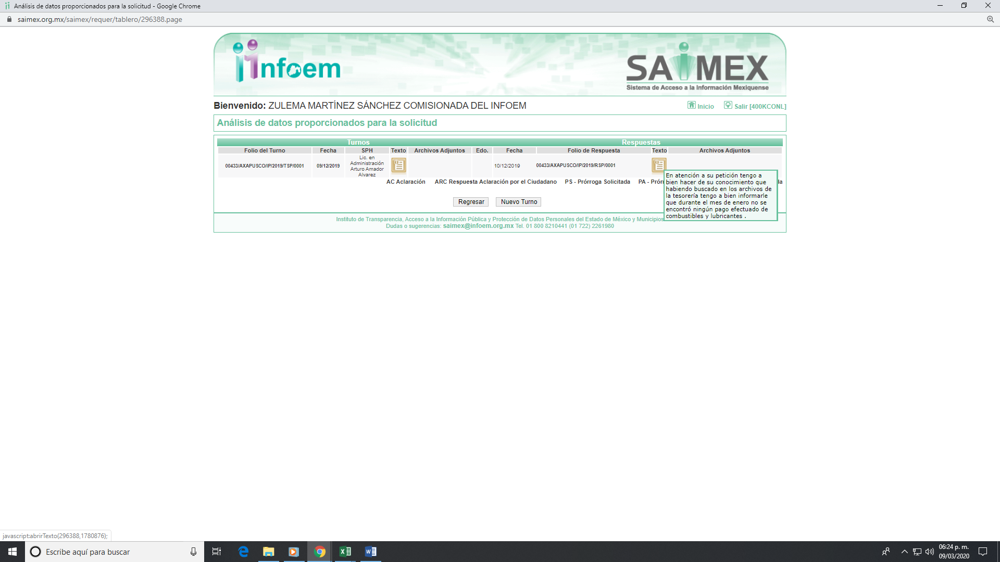 Análisis de datos proporcionados para la solicitud - Google Chrome
saimex.org.mx/saimex/requer/tablero/296388.page
infoem
SAIMEX
Sistema de Acceso a la Información Mexiquense
Bienvenido: ZULEMA MARTÍNEZ SÁNCHEZ COMISIONADA DEL INFOEM
Inicio Salir [400KCONL]
Análisis de datos proporcionados para la solicitud
Turnos Respuestas
Folio del Turno Fecha SPH Texto Archivos Adjuntos Edo. Fecha Folio de Respuesta Texto Archivos Adjuntos
00433/AXAPUSCO/IP/2019/TSP/0001 09/12/2019 Lic. en
Administración
Arturo Amador
Alvarez
10/12/2019 00433/AXAPUSCO/IP/2019/RSP/0001
AC Aclaración ARC Respuesta Aclaración por el Ciudadano PS - Prórroga Solicitada PA -
En atención a su petición tengo a
bien hacer de su conocimiento que
habiendo buscado en los archivos de
la tesorería tengo a bien informarle
que durante el mes de enero no se
encontró ningún pago efectuado de
combustibles y lubricantes .
Regresar Nuevo Turno
Instituto de Transparencia, Acceso a la Información Pública y Protección de Datos Personales del Estado de México y Municipios
Dudas o sugerencias: saimex@infoem.org.mx Tel. 01 800 8210441 (01 722) 2261980
javascript:abrirTexto(296388,1780876);
Escribe aquí para buscar
06:24 p. m.
09/03/2020